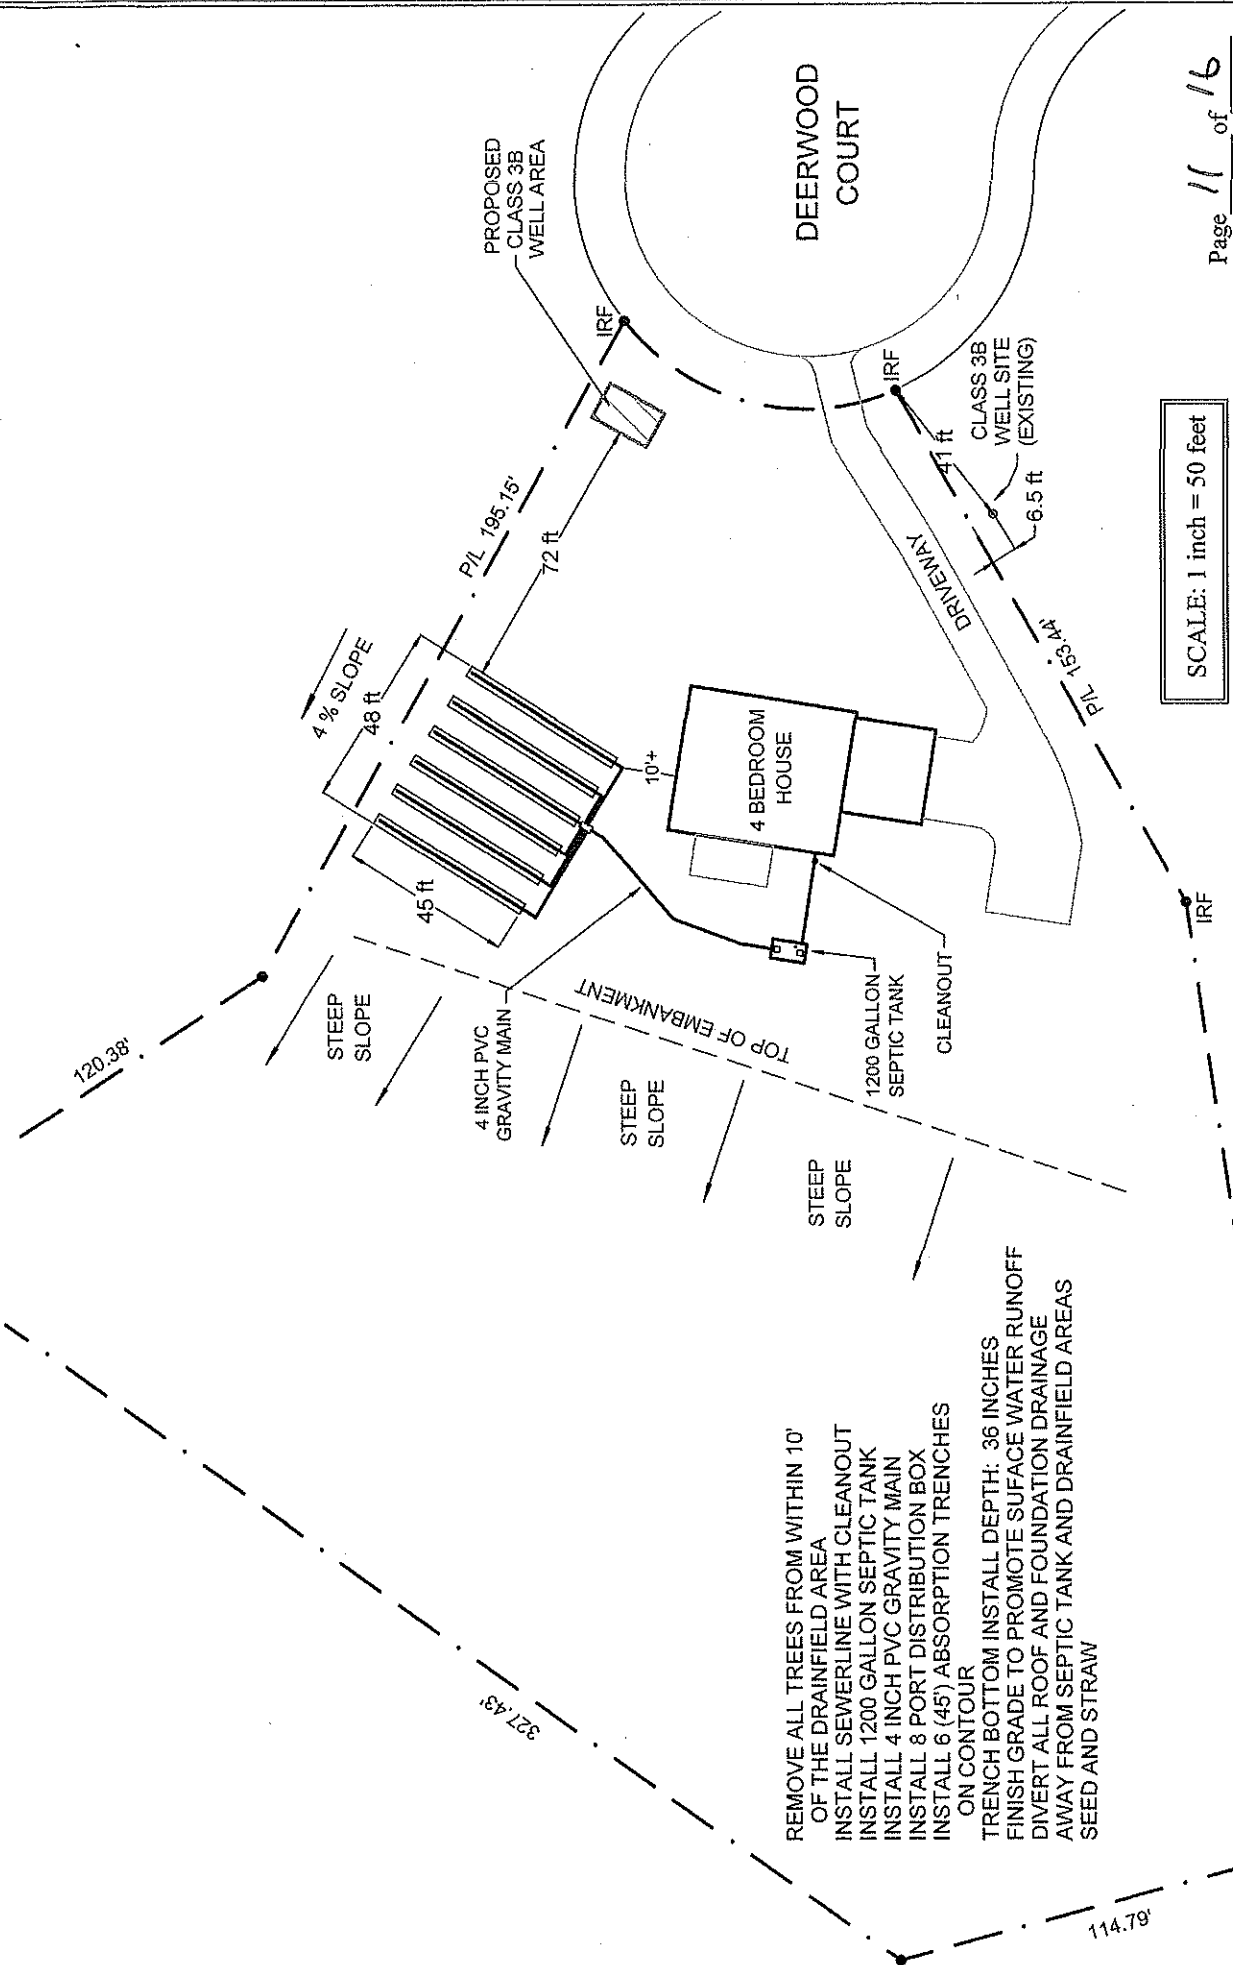 DEERWOOD
COURT
PROPOSED
CLASS 3B
WELL AREA
IRF
P/L 195.15'
72 ft
4 % SLOPE
48 ft
45 ft
10'+
4 BEDROOM
HOUSE
DRIVEWAY
IRF
41 ft
CLASS 3B
WELL SITE
(EXISTING)
6.5 ft
P/L 153.44'
IRF
120.38'
STEEP
SLOPE
4 INCH PVC
GRAVITY MAIN
TOP OF EMBANKMENT
STEEP
SLOPE
1200 GALLON
SEPTIC TANK
CLEANOUT
STEEP
SLOPE
327.43'
114.79'
REMOVE ALL TREES FROM WITHIN 10'
OF THE DRAINFIELD AREA
INSTALL SEWERLINE WITH CLEANOUT
INSTALL 1200 GALLON SEPTIC TANK
INSTALL 4 INCH PVC GRAVITY MAIN
INSTALL 8 PORT DISTRIBUTION BOX
INSTALL 6 (45') ABSORPTION TRENCHES
ON CONTOUR
TRENCH BOTTOM INSTALL DEPTH: 36 INCHES
FINISH GRADE TO PROMOTE SUFACE WATER RUNOFF
DIVERT ALL ROOF AND FOUNDATION DRAINAGE
AWAY FROM SEPTIC TANK AND DRAINFIELD AREAS
SEED AND STRAW
SCALE: 1 inch = 50 feet
Page 11 of 16